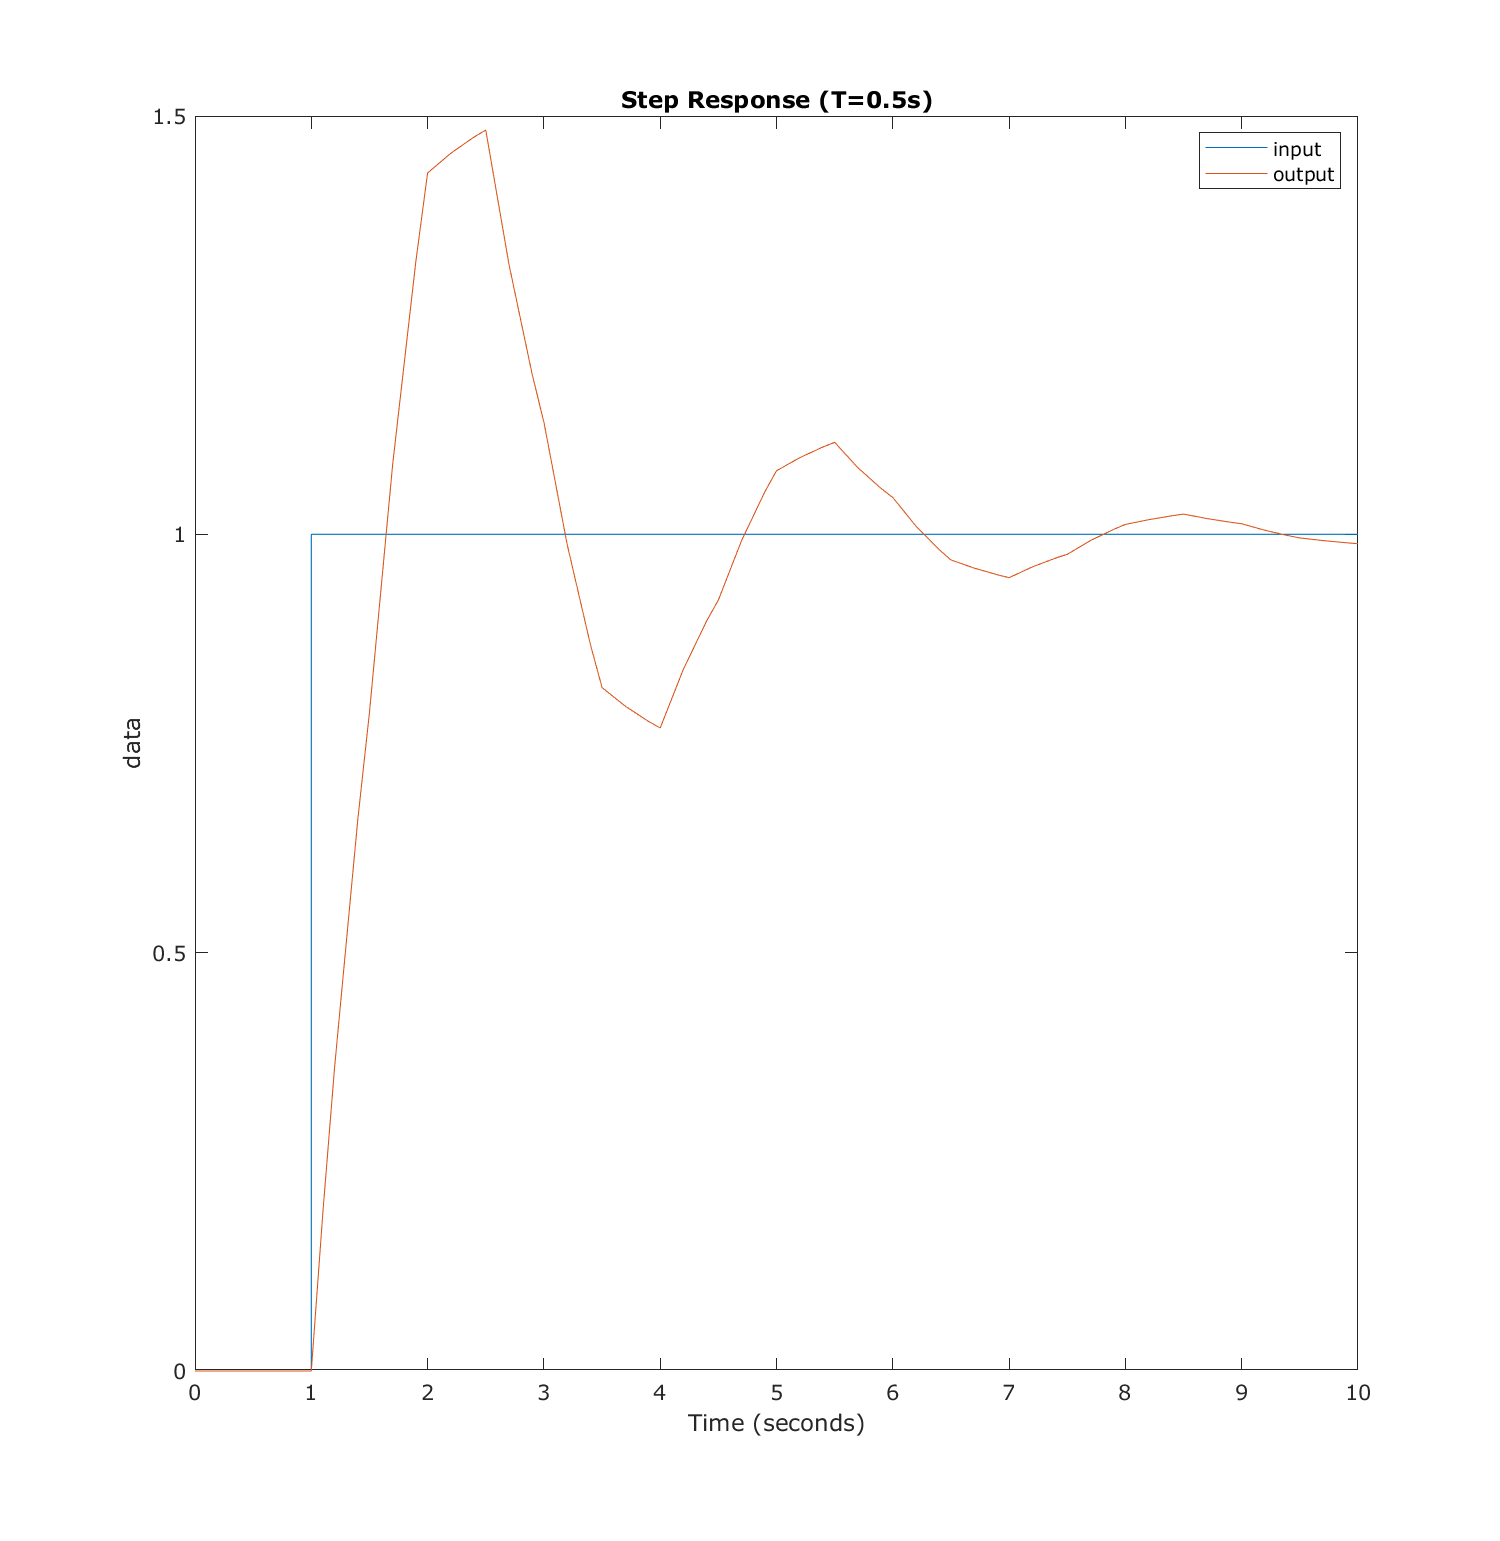 Step Response (T=0.5s)
1.5
1
0.5
0
data
input
output
0 1 2 3 4 5 6 7 8 9 10
Time (seconds)